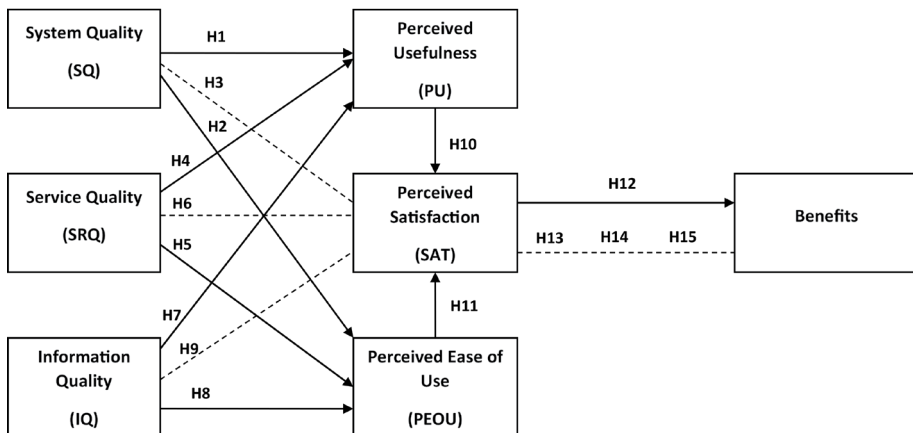 System Quality
(SQ)
H1
Perceived
Usefulness
(PU)
H3
H2
H4
H10
Service Quality
(SRQ)
H6
H5
Perceived
Satisfaction
(SAT)
H12
H13 H14 H15
Benefits
H7
H9
H11
Information
Quality
(IQ)
H8
Perceived Ease of
Use
(PEOU)